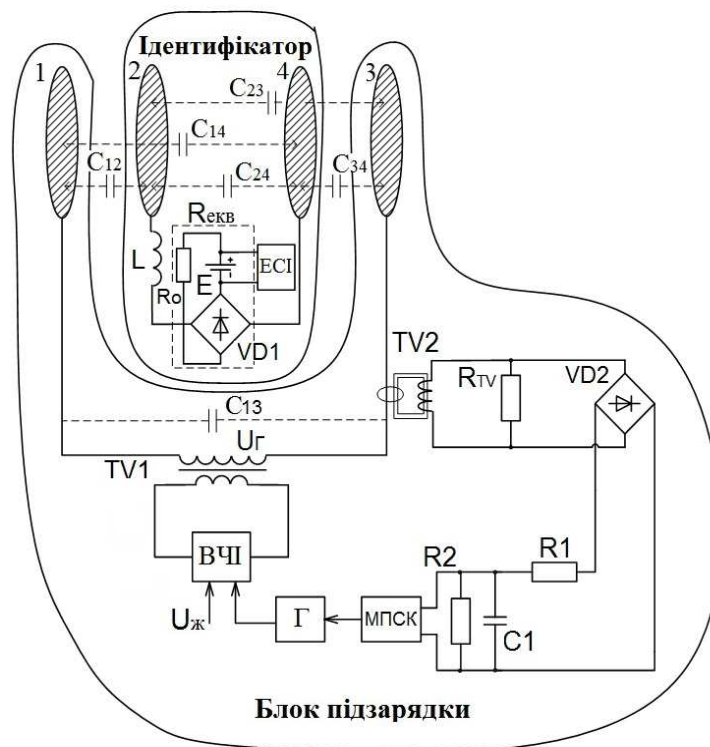 Ідентифікатор
1 2 4 3
C23
C14
C12 C24 C34
Rекв
L Rо E + - ECI
VD1
TV2
RTV VD2
C13
UГ
TV1
ВЧІ R2 R1
Uж Г МПСК C1
Блок підзарядки